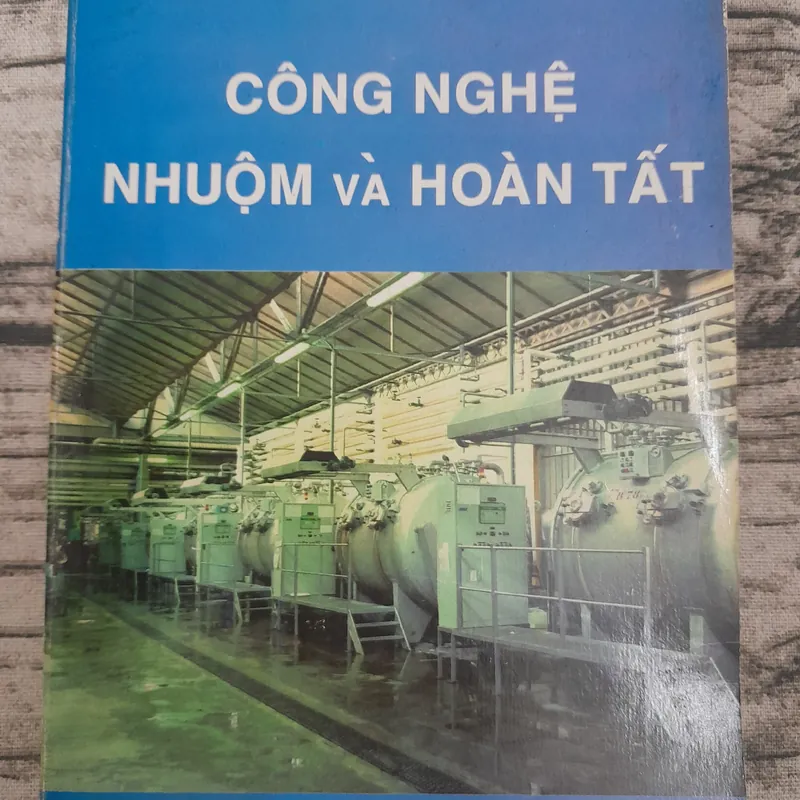 CÔNG NGHỆ
NHUỘM VÀ HOÀN TẤT